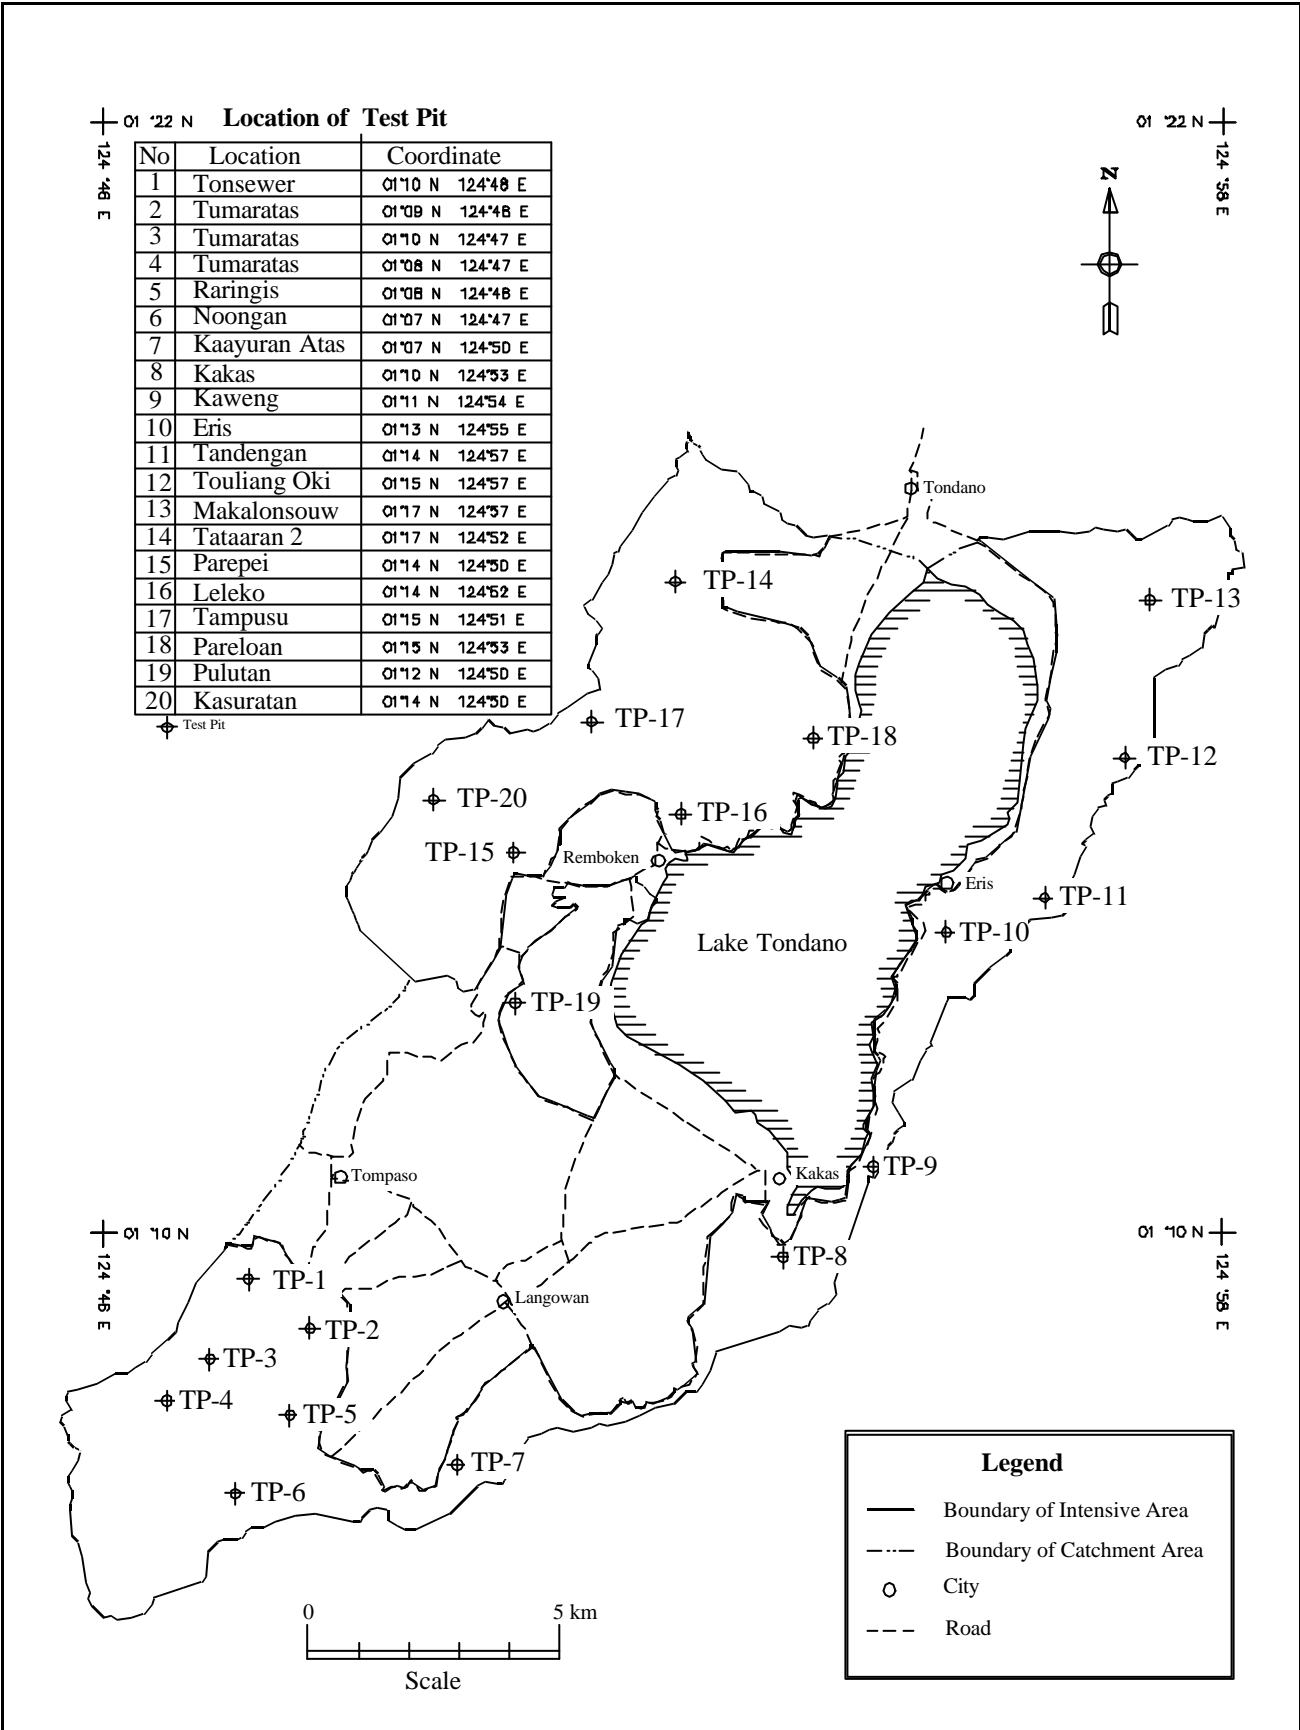 01 °22 N
Location of Test Pit
01 °22 N
124 °46 E
124 °58 E
N
No Location Coordinate
1 Tonsewer 01°10 N 124°48 E
2 Tumaratas 01°09 N 124°48 E
3 Tumaratas 01°10 N 124°47 E
4 Tumaratas 01°08 N 124°47 E
5 Raringis 01°08 N 124°48 E
6 Noongan 01°07 N 124°47 E
7 Kaayuran Atas 01°07 N 124°50 E
8 Kakas 01°10 N 124°53 E
9 Kaweng 01°11 N 124°54 E
10 Eris 01°13 N 124°55 E
11 Tandengan 01°14 N 124°57 E
12 Touliang Oki 01°15 N 124°57 E
13 Makalonsouw 01°17 N 124°57 E
14 Tataaran 2 01°17 N 124°52 E
15 Parepei 01°14 N 124°50 E
16 Leleko 01°14 N 124°52 E
17 Tampusu 01°15 N 124°51 E
18 Pareloan 01°15 N 124°53 E
19 Pulutan 01°12 N 124°50 E
20 Kasuratan 01°14 N 124°50 E
Test Pit
Tondano
TP-14
TP-13
TP-17
TP-18
TP-12
TP-20
TP-16
TP-15
Remboken
Eris
TP-11
TP-10
Lake Tondano
TP-19
TP-9
Kakas
Tompaso
01 °10 N
01 °10 N
TP-8
TP-1
124 °46 E
124 °58 E
Langowan
TP-2
TP-3
TP-4
TP-5
TP-7
TP-6
Legend
Boundary of Intensive Area
Boundary of Catchment Area
City
Road
0 5 km
Scale